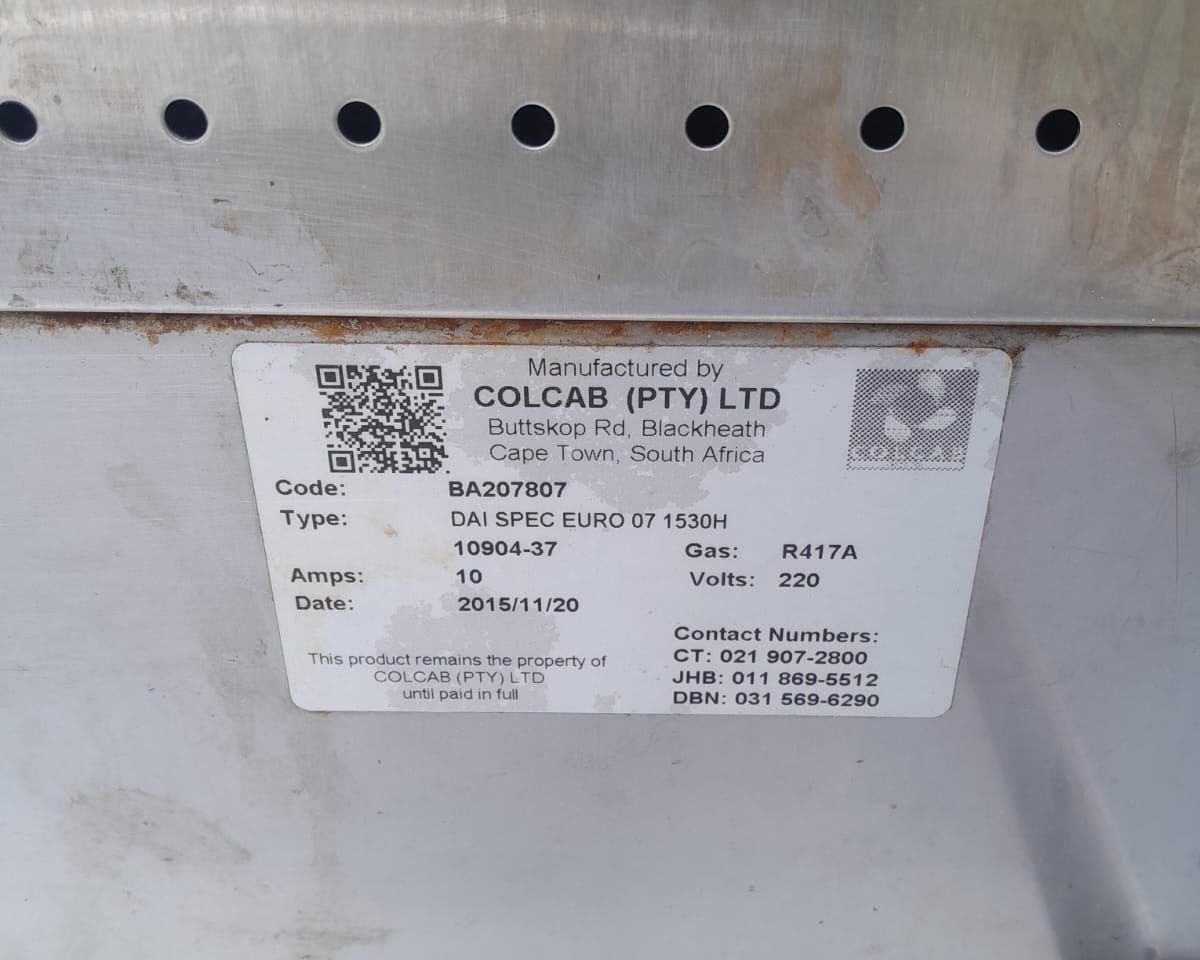 Manufactured by
COLCAB (PTY) LTD
Buttskop Rd, Blackheath
Cape Town, South Africa
Code: BA207807
Type: DAI SPEC EURO 07 1530H
10904-37 Gas: R417A
Amps: 10 Volts: 220
Date: 2015/11/20
Contact Numbers:
CT: 021 907-2800
JHB: 011 869-5512
DBN: 031 569-6290
This product remains the property of
COLCAB (PTY) LTD
until paid in full